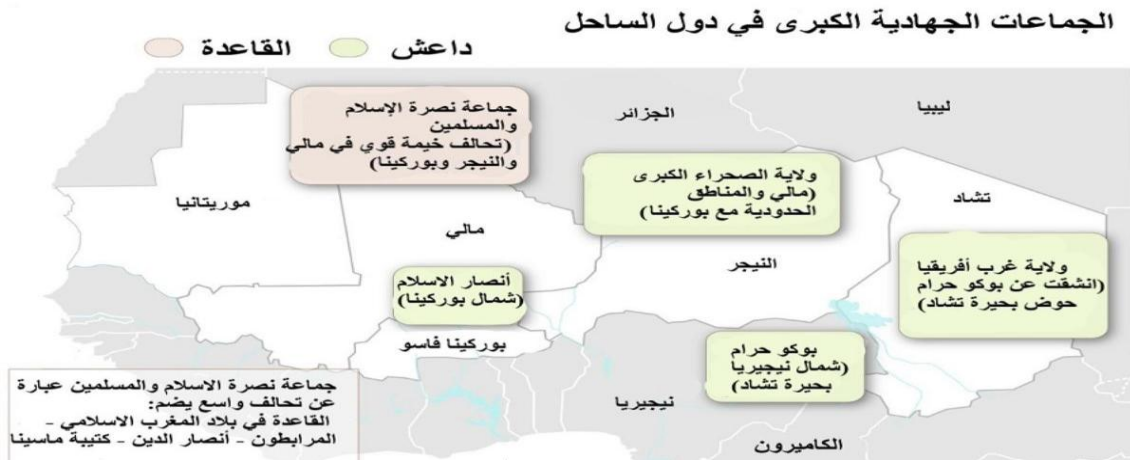 الجماعات الجهادية الكبرى في دول الساحل
داعش
القاعدة
جماعة نصرة الإسلام
والمسلمين
(تحالف خيمة قوي في مالي
والنيجر وبوركينا)
الجزائر
ليبيا
ولاية الصحراء الكبرى
(مالي والمناطق
الحدودية مع بوركينا)
تشاد
موريتانيا
مالي
النيجر
ولاية غرب أفريقيا
(انشقت عن بوكو حرام
حوض بحيرة تشاد)
أنصار الاسلام
(شمال بوركينا)
بوركينا فاسو
بوكو حرام
(شمال نيجيريا
بحيرة تشاد)
نيجيريا
الكاميرون
جماعة نصرة الاسلام والمسلمين عبارة
عن تحالف واسع يضم:
القاعدة في بلاد المغرب الاسلامي -
المرابطون - أنصار الدين - كتيبة ماسينا